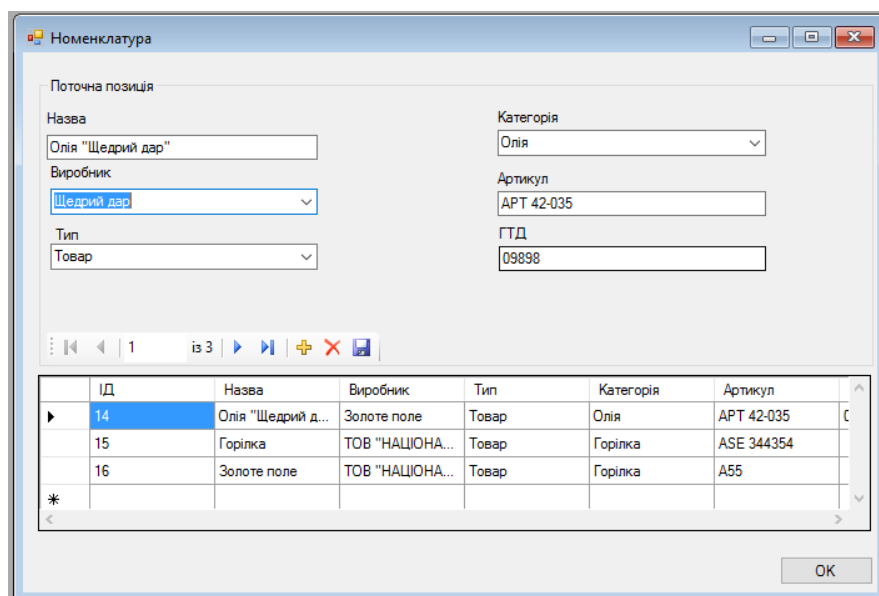 Номенклатура
Поточна позиція
Назва
Категорія
Олія "Щедрий дар"
Олія
Виробник
Артикул
Щедрий дар
АРТ 42-035
Тип
ГТД
Товар
09898
1 із 3
ІД Назва Виробник Тип Категорія Артикул
14 Олія "Щедрий д... Золоте поле Товар Олія АРТ 42-035 0
15 Горілка ТОВ "НАЦІОНА... Товар Горілка ASE 344354
16 Золоте поле ТОВ "НАЦІОНА... Товар Горілка А55
OK